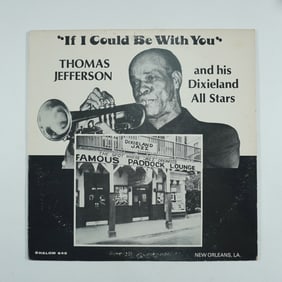 "If I Could Be With You"
THOMAS
JEFFERSON
and his
Dixieland
All Stars
DIXIELAND
JAZZ
FAMOUS PADDOCK LOUNGE
NEW ORLEANS, LA.